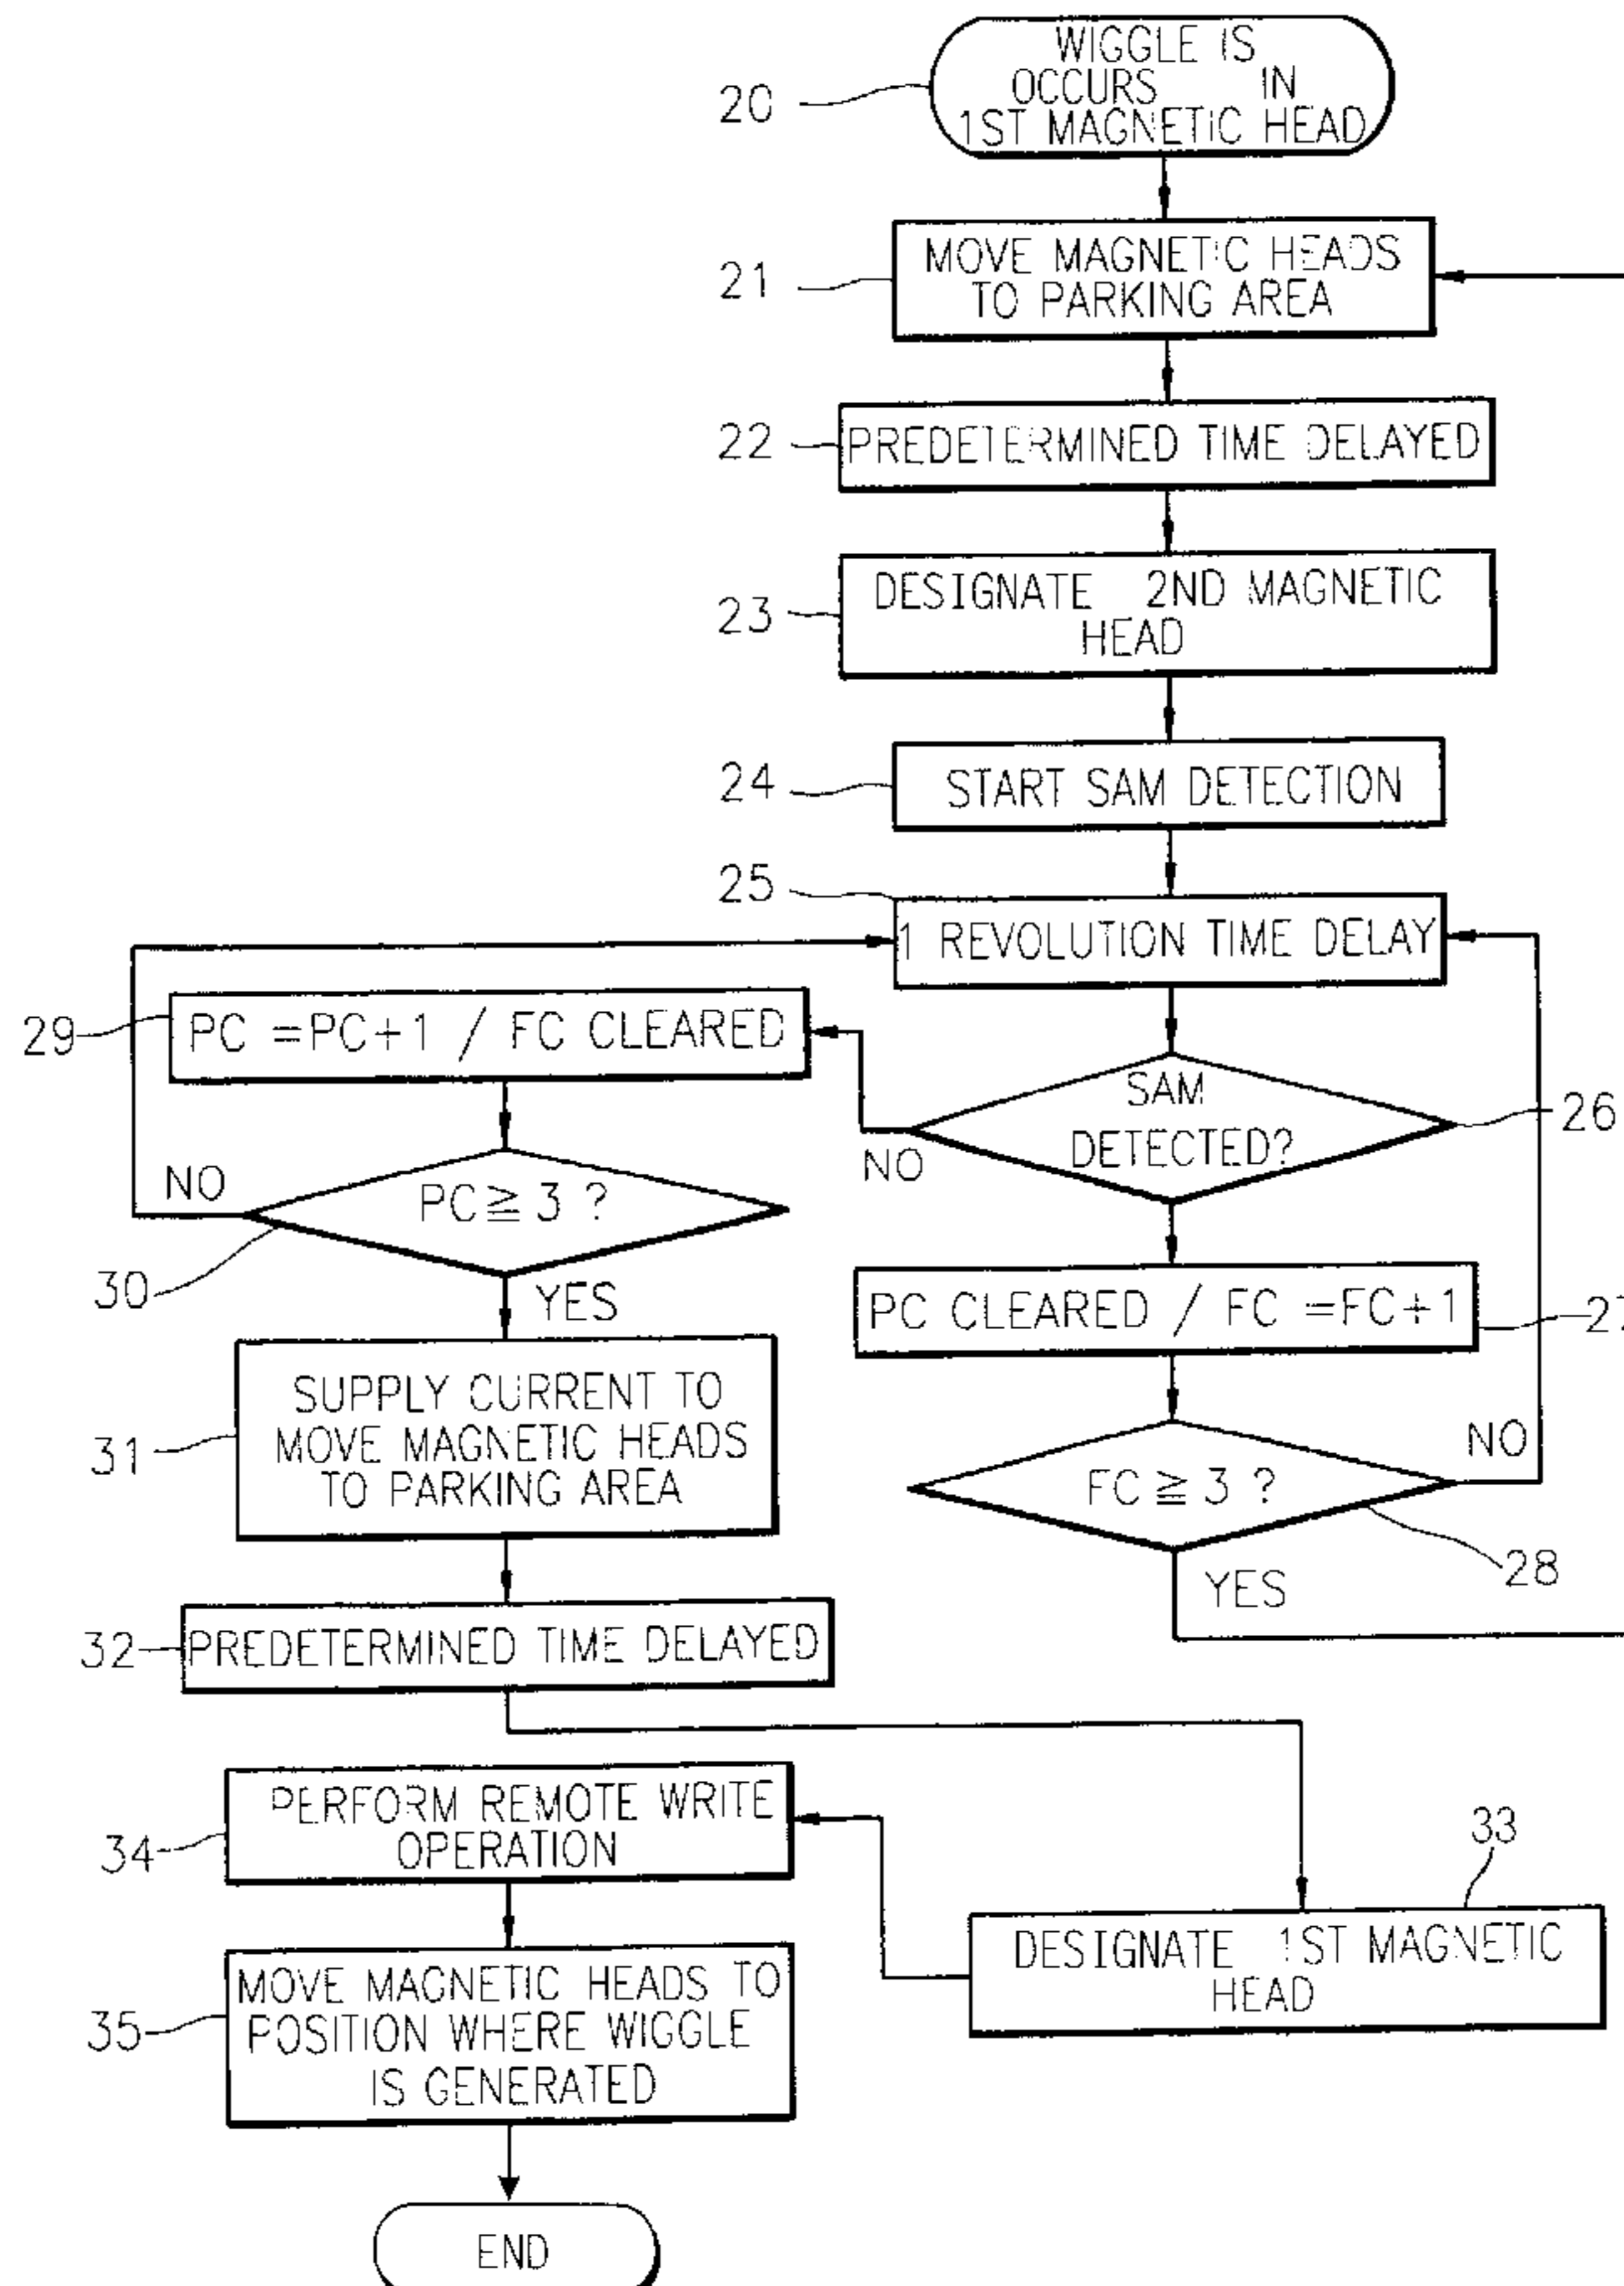 WIGGLE IS
OCCURS IN
1ST MAGNETIC HEAD
20
MOVE MAGNETIC HEADS
TO PARKING AREA
21
PREDETERMINED TIME DELAYED
22
DESIGNATE 2ND MAGNETIC
HEAD
23
START SAM DETECTION
24
25
1 REVOLUTION TIME DELAY
29
PC =PC+1 / FC CLEARED
SAM
DETECTED?
26
NO
NO
PC≧3 ?
30
YES
PC CLEARED / FC =FC+1
SUPPLY CURRENT TO
MOVE MAGNETIC HEADS
TO PARKING AREA
31
FC≧3 ?
NO
28
YES
32
PREDETERMINED TIME DELAYED
33
DESIGNATE 1ST MAGNETIC
HEAD
34
PERFORM REMOTE WRITE
OPERATION
35
MOVE MAGNETIC HEADS TO
POSITION WHERE WIGGLE
IS GENERATED
END